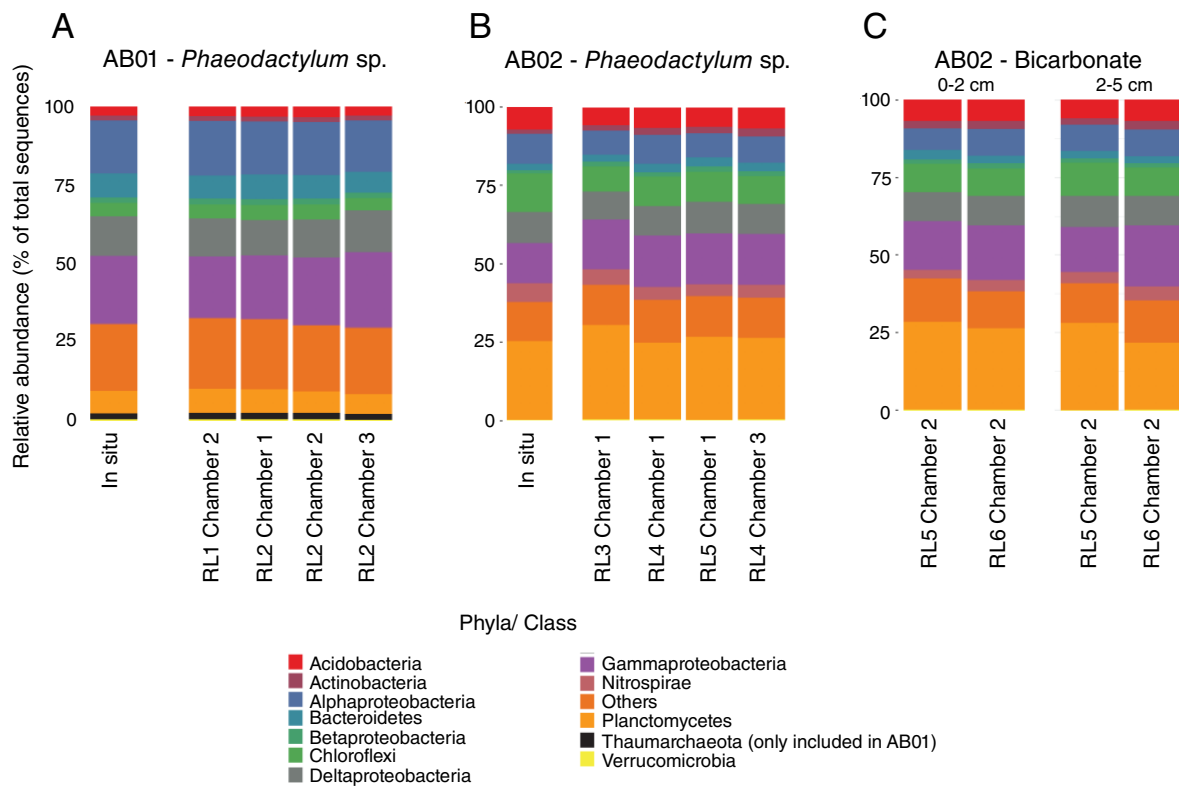 A
AB01 - Phaeodactylum sp.
Relative abundance (% of total sequences)
100
75
50
25
0
In situ
RL1 Chamber 2
RL2 Chamber 1
RL2 Chamber 2
RL2 Chamber 3
B
AB02 - Phaeodactylum sp.
100
75
50
25
0
In situ
RL3 Chamber 1
RL4 Chamber 1
RL5 Chamber 1
RL4 Chamber 3
C
AB02 - Bicarbonate
0-2 cm
2-5 cm
100
75
50
25
0
RL5 Chamber 2
RL6 Chamber 2
RL5 Chamber 2
RL6 Chamber 2
Phyla/ Class
Acidobacteria
Actinobacteria
Alphaproteobacteria
Bacteroidetes
Betaproteobacteria
Chloroflexi
Deltaproteobacteria
Gammaproteobacteria
Nitrospirae
Others
Planctomycetes
Thaumarchaeota (only included in AB01)
Verrucomicrobia